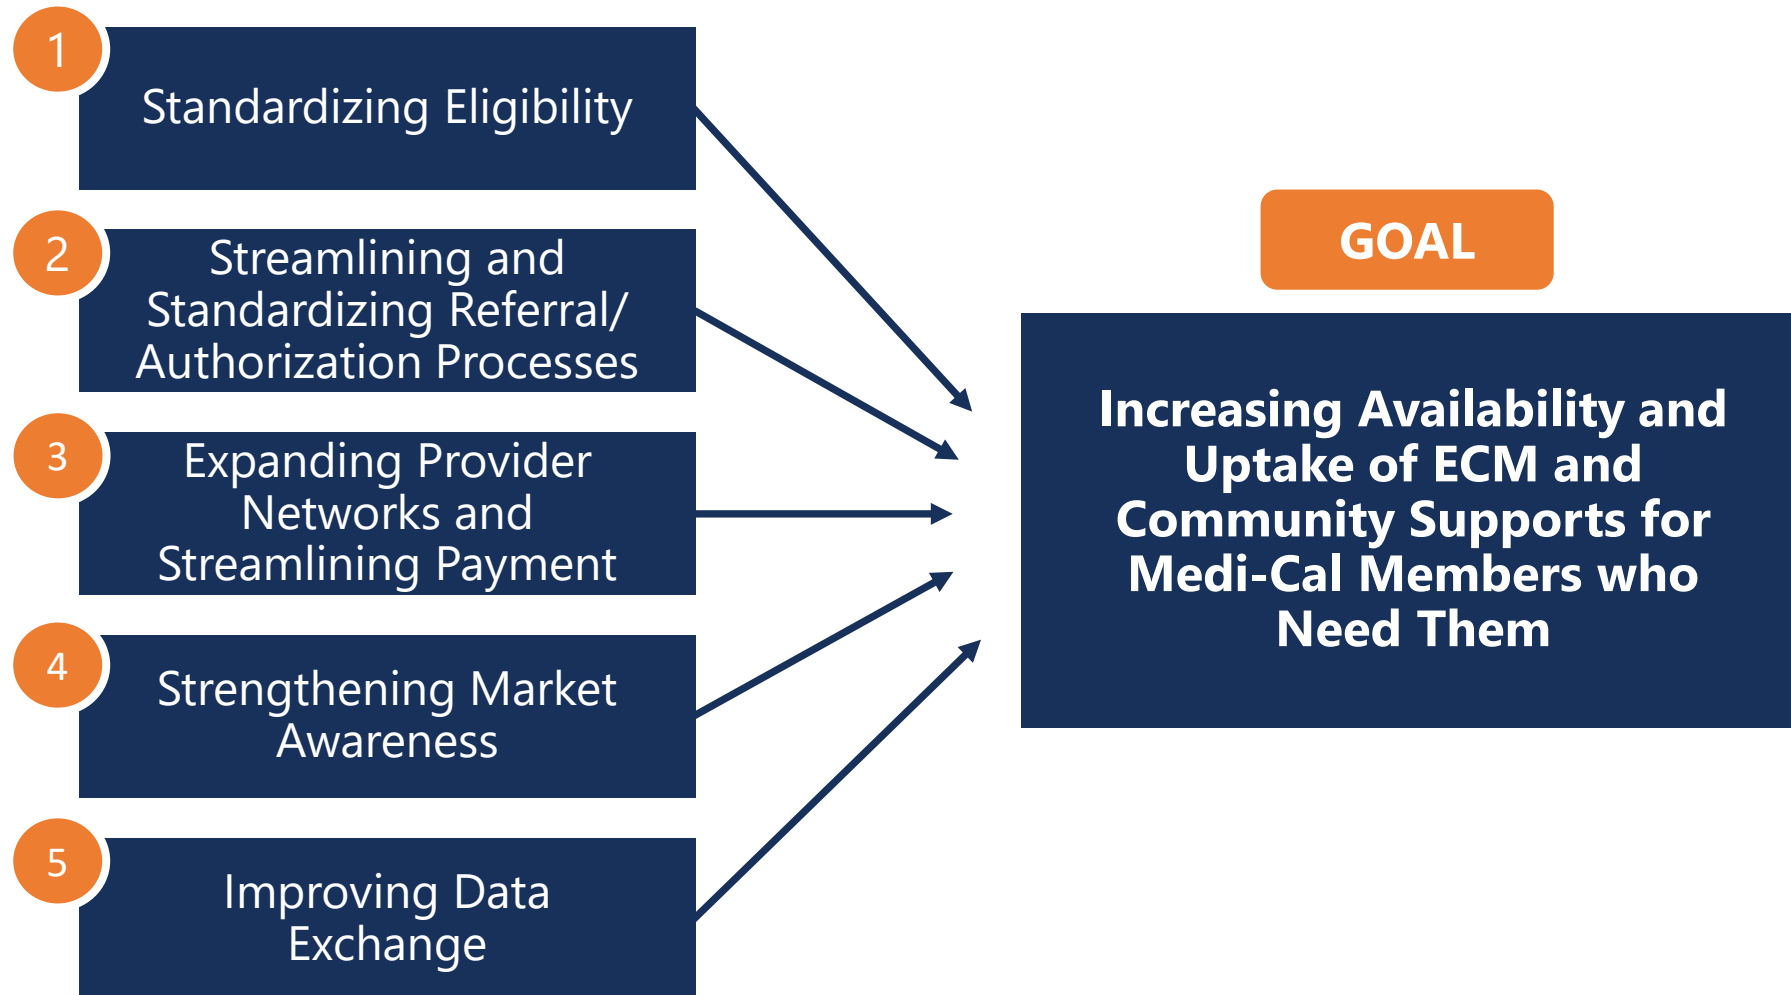 1
Standardizing Eligibility
2
Streamlining and
Standardizing Referral/
Authorization Processes
3
Expanding Provider
Networks and
Streamlining Payment
4
Strengthening Market
Awareness
5
Improving Data
Exchange
GOAL
Increasing Availability and
Uptake of ECM and
Community Supports for
Medi-Cal Members who
Need Them